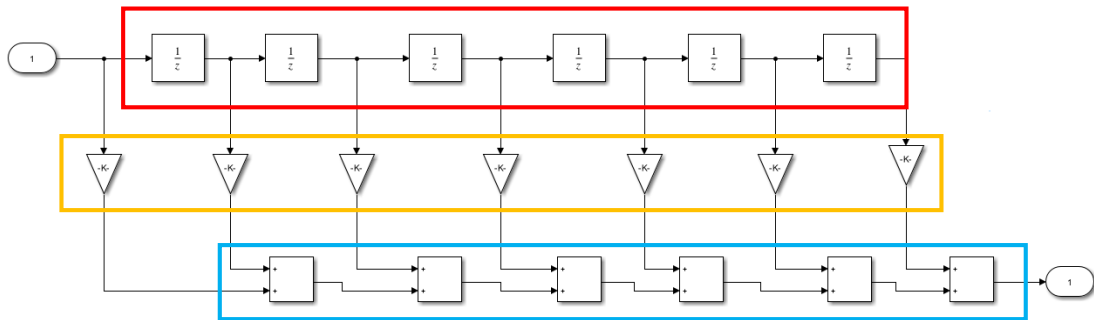 1
1/z 1/z 1/z 1/z 1/z 1/z
-K- -K- -K- -K- -K- -K- -K-
+ + + + + +
+ + + + + +
1